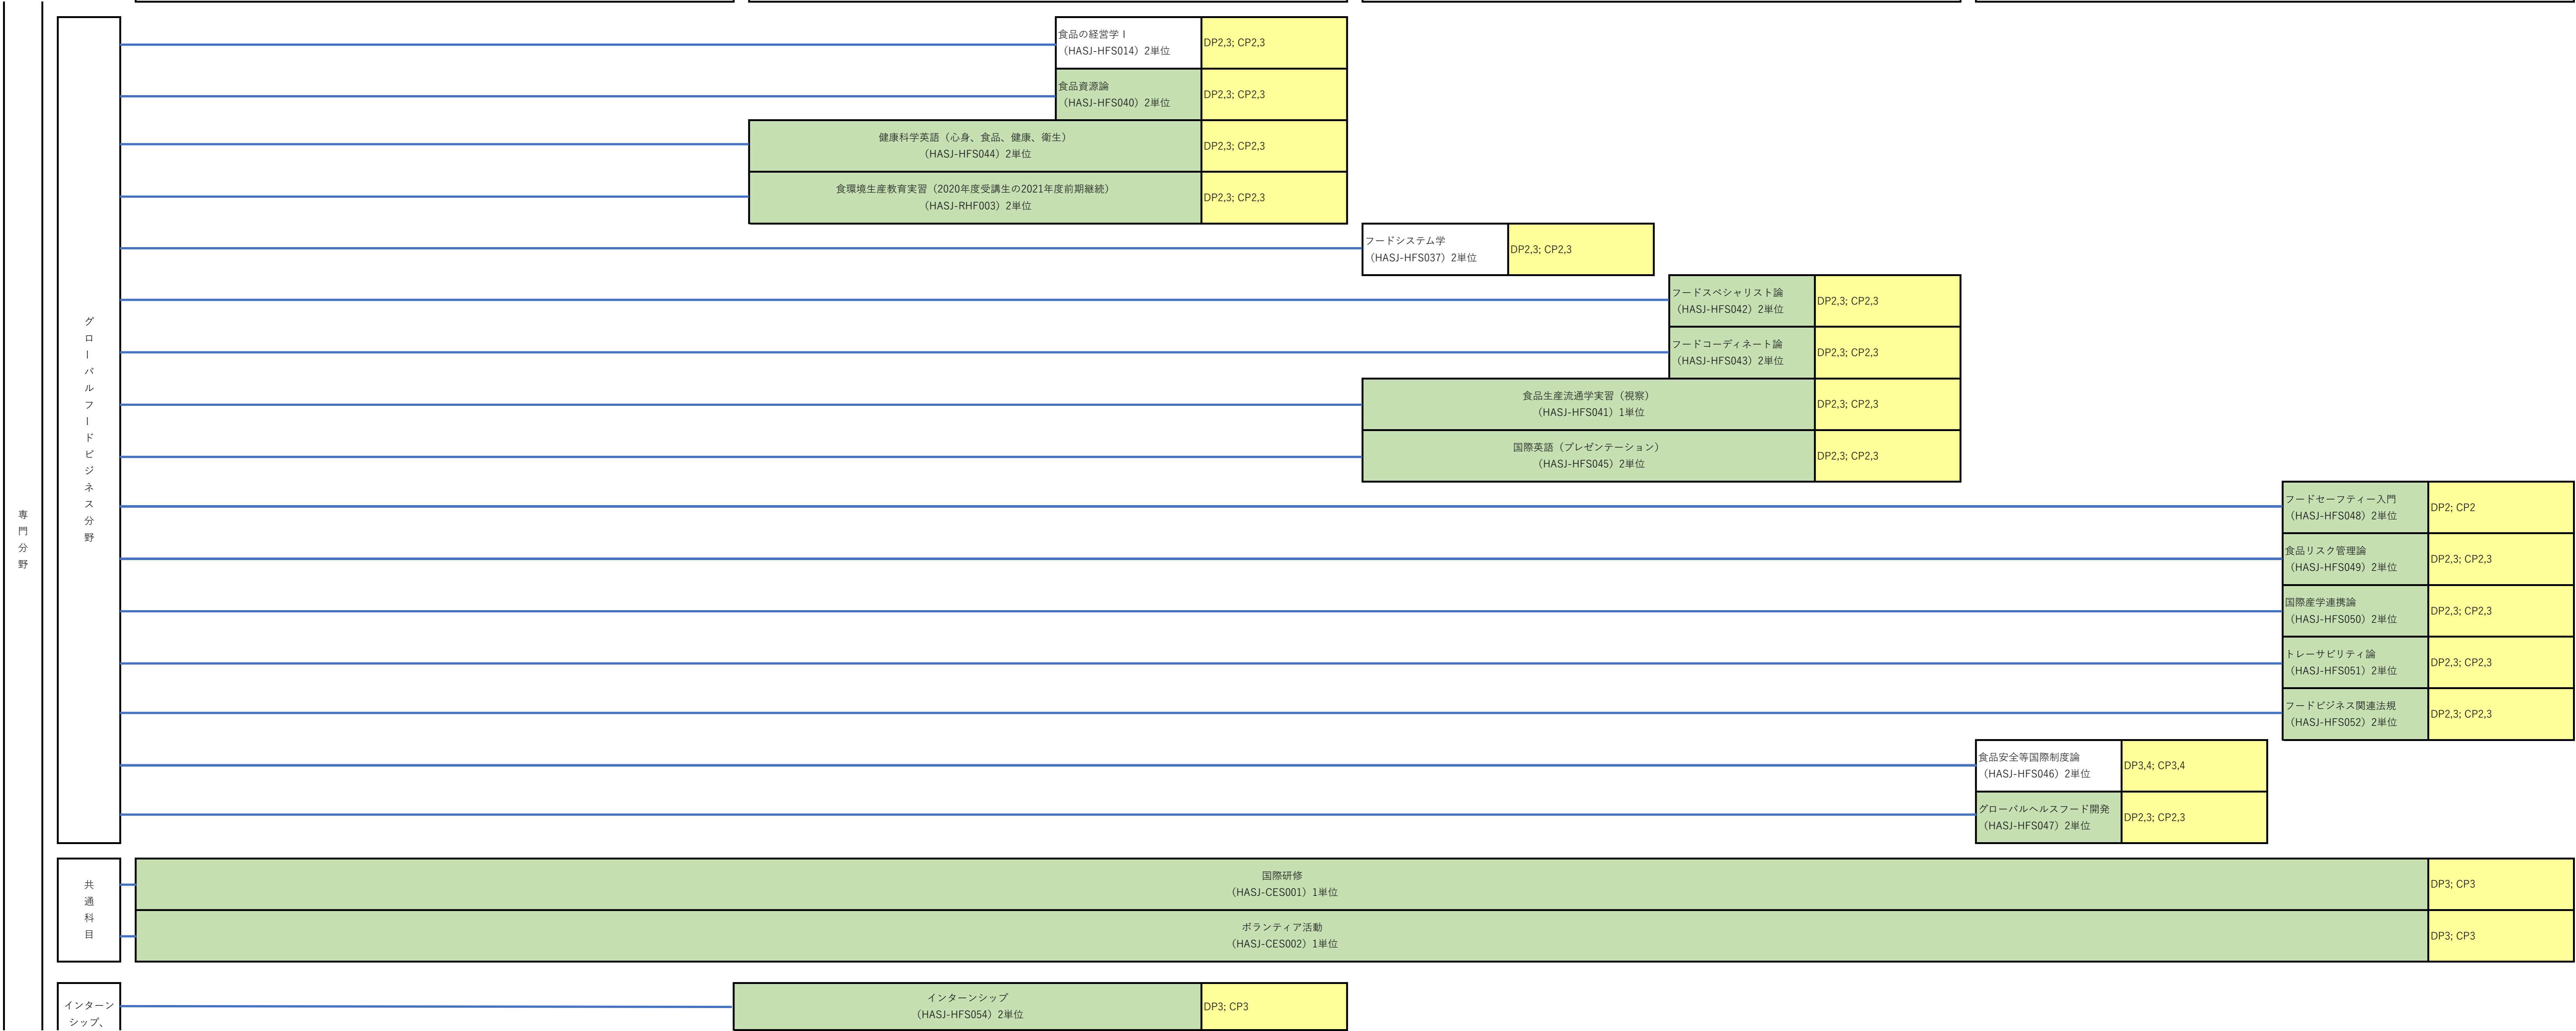 専門分野
グローバルフードビジネス分野
食品の経営学Ⅰ
（HASJ-HFS014）2単位
DP2,3; CP2,3
食品資源論
（HASJ-HFS040）2単位
DP2,3; CP2,3
健康科学英語（心身、食品、健康、衛生）
（HASJ-HFS044）2単位
DP2,3; CP2,3
食環境生産教育実習（2020年度受講生の2021年度前期継続）
（HASJ-RHF003）2単位
DP2,3; CP2,3
フードシステム学
（HASJ-HFS037）2単位
DP2,3; CP2,3
フードスペシャリスト論
（HASJ-HFS042）2単位
DP2,3; CP2,3
フードコーディネート論
（HASJ-HFS043）2単位
DP2,3; CP2,3
食品生産流通学実習（視察）
（HASJ-HFS041）1単位
DP2,3; CP2,3
国際英語（プレゼンテーション）
（HASJ-HFS045）2単位
DP2,3; CP2,3
フードセーフティー入門
（HASJ-HFS048）2単位
DP2; CP2
食品リスク管理論
（HASJ-HFS049）2単位
DP2,3; CP2,3
国際産学連携論
（HASJ-HFS050）2単位
DP2,3; CP2,3
トレーサビリティ論
（HASJ-HFS051）2単位
DP2,3; CP2,3
フードビジネス関連法規
（HASJ-HFS052）2単位
DP2,3; CP2,3
食品安全等国際制度論
（HASJ-HFS046）2単位
DP3,4; CP3,4
グローバルヘルスフード開発
（HASJ-HFS047）2単位
DP2,3; CP2,3
共通科目
国際研修
（HASJ-CES001）1単位
DP3; CP3
ボランティア活動
（HASJ-CES002）1単位
DP3; CP3
インターン
シップ、
インターンシップ
（HASJ-HFS054）2単位
DP3; CP3